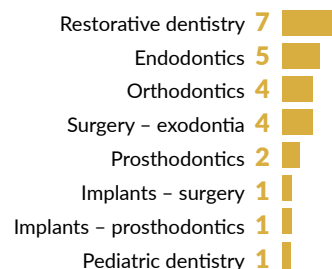 Restorative dentistry 7
Endodontics 5
Orthodontics 4
Surgery – exodontia 4
Prosthodontics 2
Implants – surgery 1
Implants – prosthodontics 1
Pediatric dentistry 1